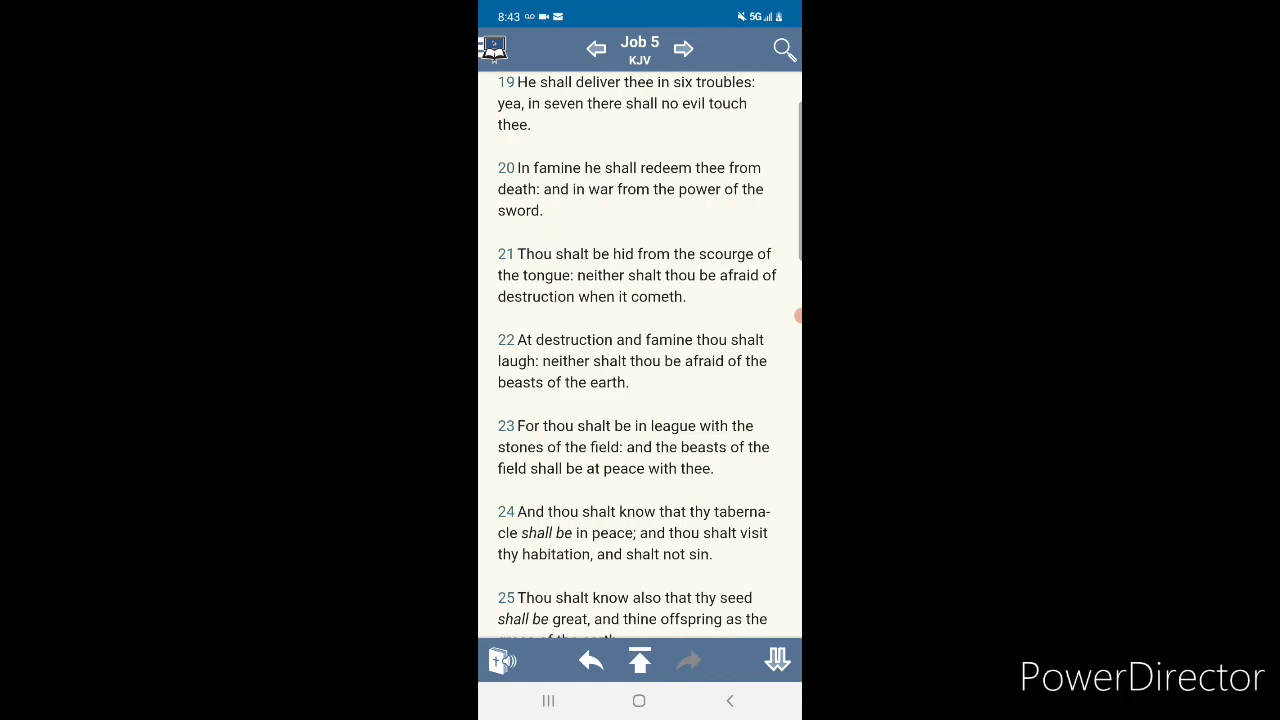 8:43
5G
Job 5
KJV
19 He shall deliver thee in six troubles:
yea, in seven there shall no evil touch
thee.
20 In famine he shall redeem thee from
death: and in war from the power of the
sword.
21 Thou shalt be hid from the scourge of
the tongue: neither shalt thou be afraid of
destruction when it cometh.
22 At destruction and famine thou shalt
laugh: neither shalt thou be afraid of the
beasts of the earth.
23 For thou shalt be in league with the
stones of the field: and the beasts of the
field shall be at peace with thee.
24 And thou shalt know that thy taberna-
cle shall be in peace; and thou shalt visit
thy habitation, and shalt not sin.
25 Thou shalt know also that thy seed
shall be great, and thine offspring as the
grass of the earth
PowerDirector